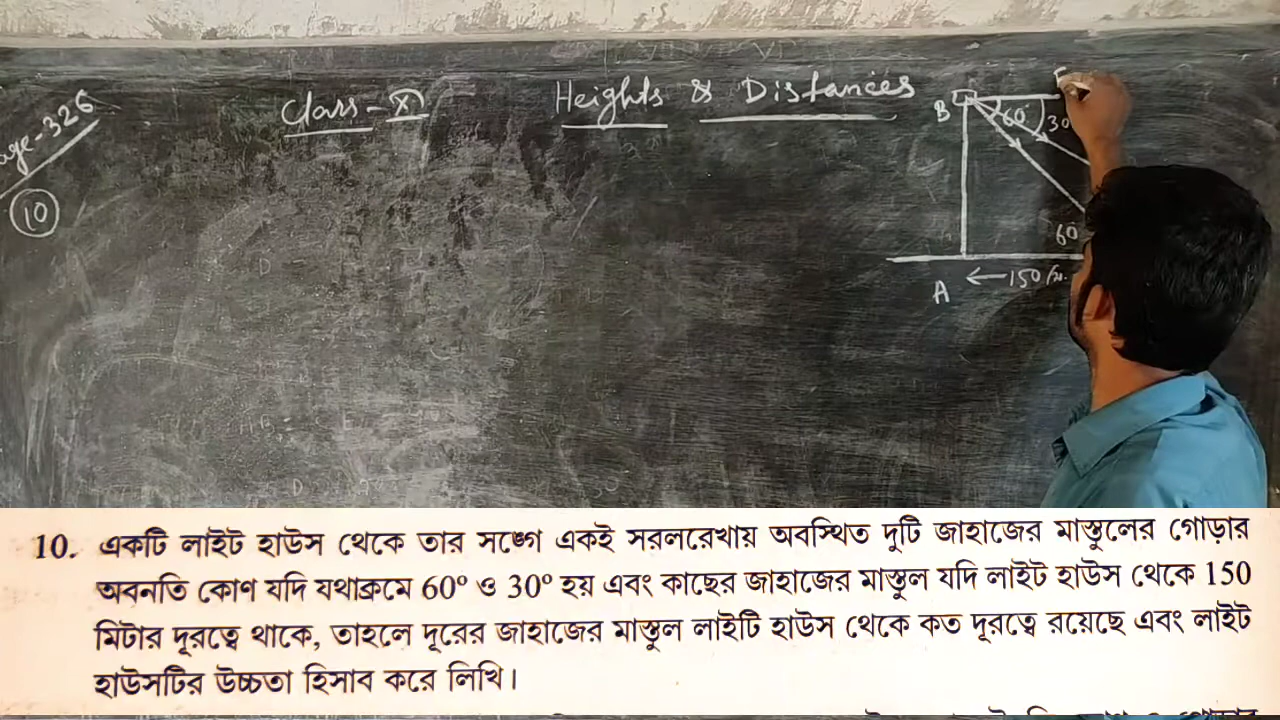 age-326
10
Class-X
Heights & Distances
B
60°
30
60
A
←150 m.
10. একটি লাইট হাউস থেকে তার সঙ্গে একই সরলরেখায় অবস্থিত দুটি জাহাজের মাস্তুলের গোড়ার
অবনতি কোণ যদি যথাক্রমে 60° ও 30° হয় এবং কাছের জাহাজের মাস্তুল যদি লাইট হাউস থেকে 150
মিটার দূরত্বে থাকে, তাহলে দূরের জাহাজের মাস্তুল লাইটি হাউস থেকে কত দূরত্বে রয়েছে এবং লাইট
হাউসটির উচ্চতা হিসাব করে লিখি।